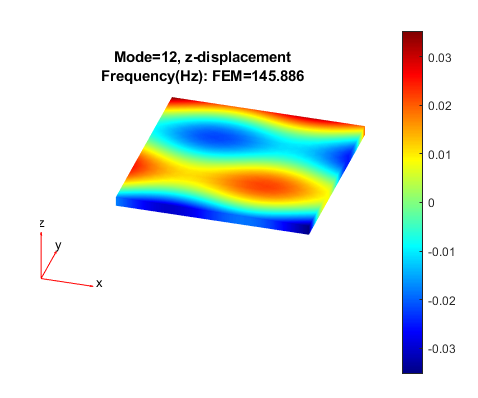 Mode=12, z-displacement
Frequency(Hz): FEM=145.886
0.03
0.02
0.01
0
-0.01
-0.02
-0.03
z
y
x